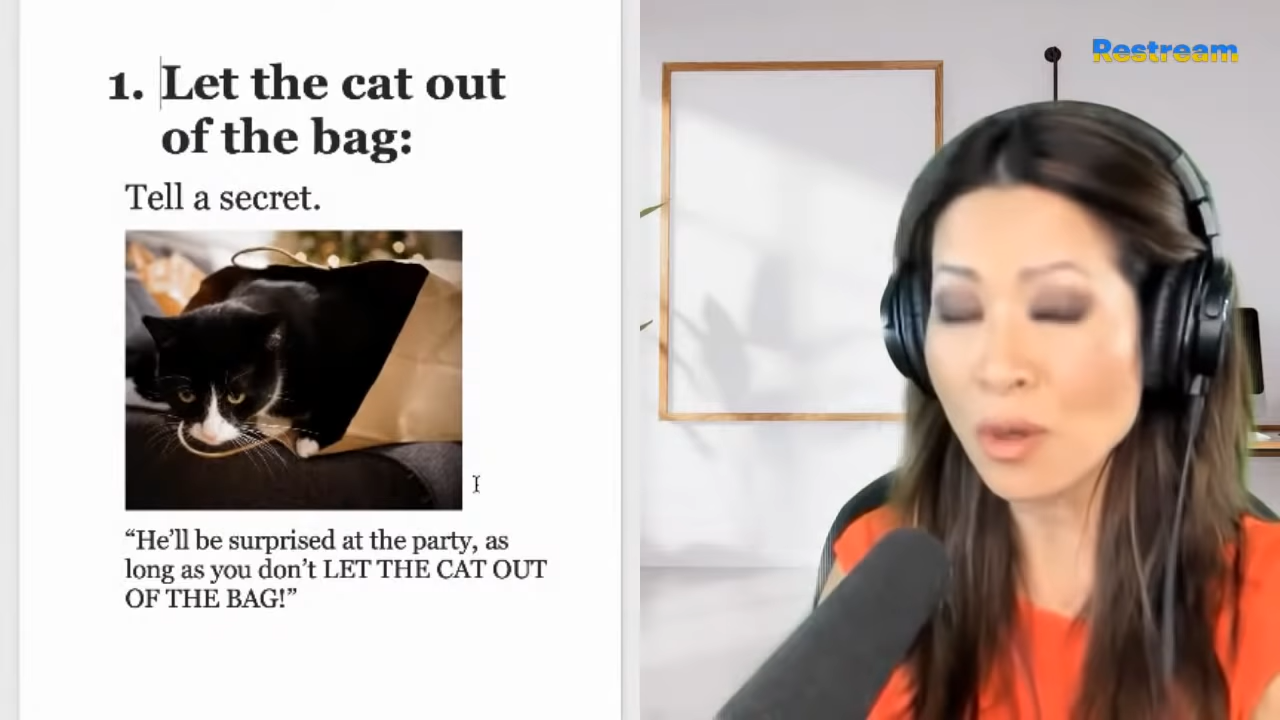 1. Let the cat out
of the bag:
Tell a secret.
“He’ll be surprised at the party, as
long as you don’t LET THE CAT OUT
OF THE BAG!”
Restream